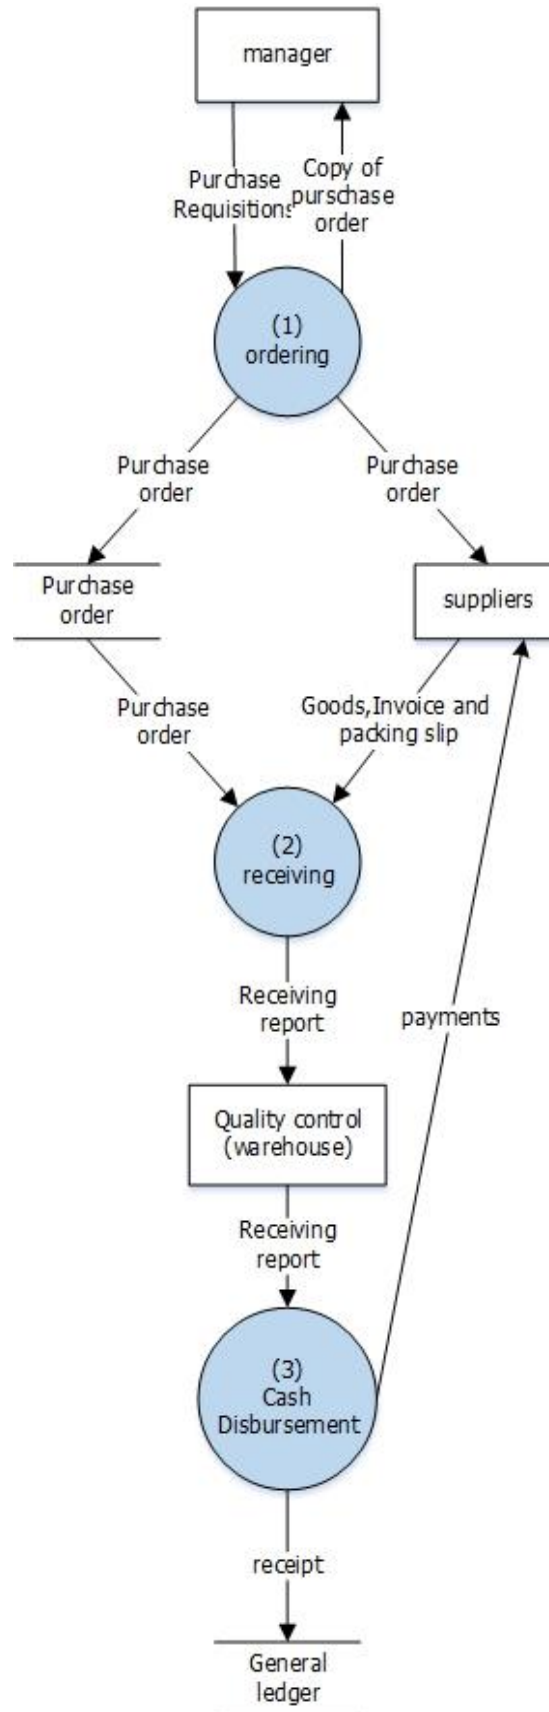 manager
Purchase
Requisitions
Copy of
purschase
order
(1)
ordering
Purchase
order
Purchase
order
Purchase
order
suppliers
Purchase
order
Goods,Invoice and
packing slip
(2)
receiving
Receiving
report
payments
Quality control
(warehouse)
Receiving
report
(3)
Cash
Disbursement
receipt
General
ledger